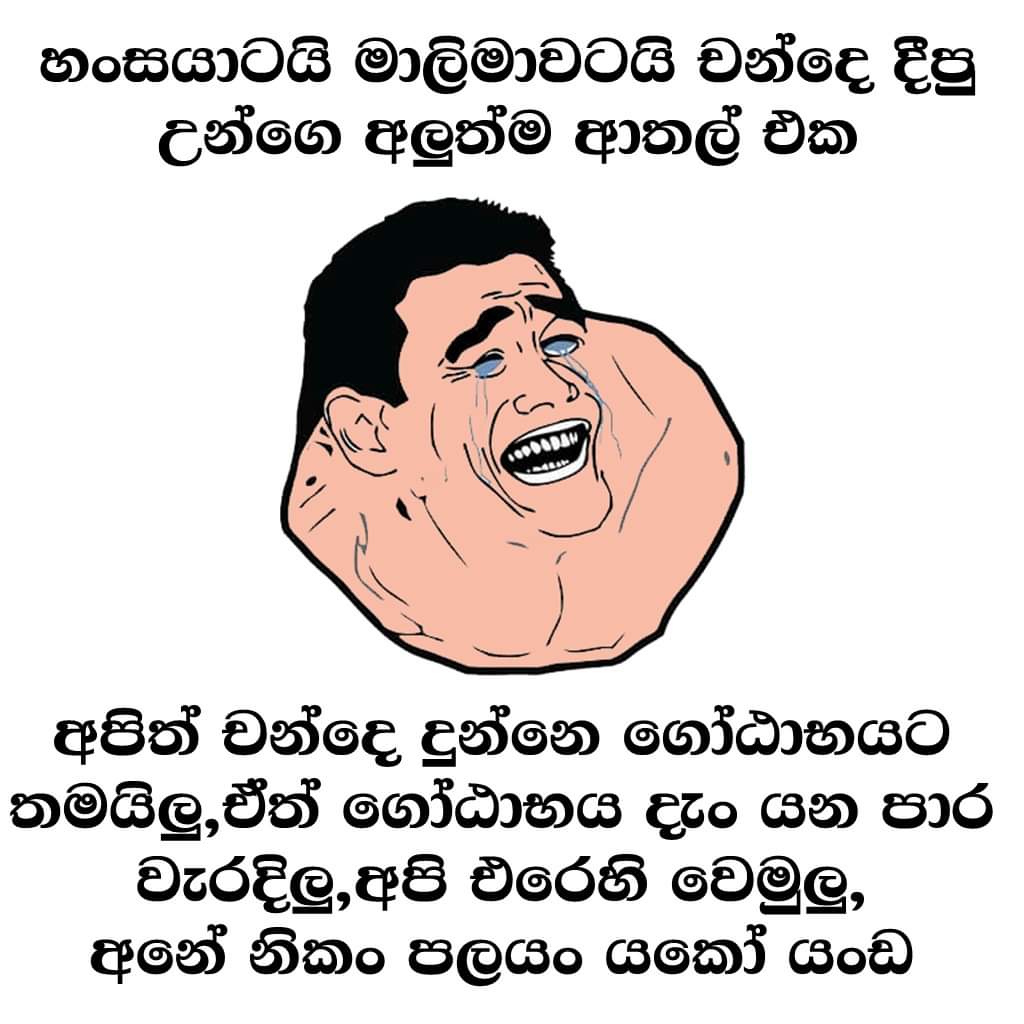 හංසයාටයි මාලිමාවටයි චන්දෙ දීපු
උන්ගෙ අලුත්ම ආතල් එක
අපිත් චන්දෙ දුන්නෙ ගෝඨාභයට
තමයිලු,ඒත් ගෝඨාභය දැං යන පාර
වැරදිලු,අපි එරෙහි වෙමුලු,
අනේ නිකං පලයං යකෝ යංඩ